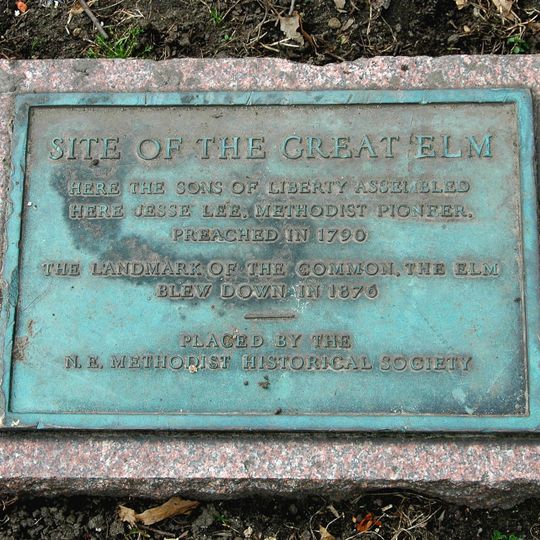 SITE OF THE GREAT ELM
HERE THE SONS OF LIBERTY ASSEMBLED
HERE JESSE LEE, METHODIST PIONEER,
PREACHED IN 1790
THE LANDMARK OF THE COMMON, THE ELM
BLEW DOWN IN 1876
PLACED BY THE
N. E. METHODIST HISTORICAL SOCIETY